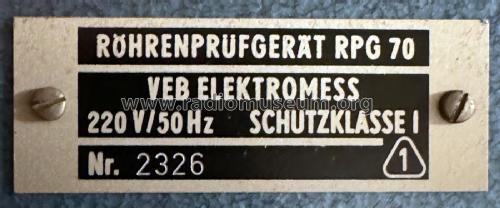 RÖHRENPRÜFGERÄT RPG 70
VEB ELEKTROMESS
www.radiomuseum.org
220 V/50 Hz SCHUTZKLASSE I
Nr. 2326 1